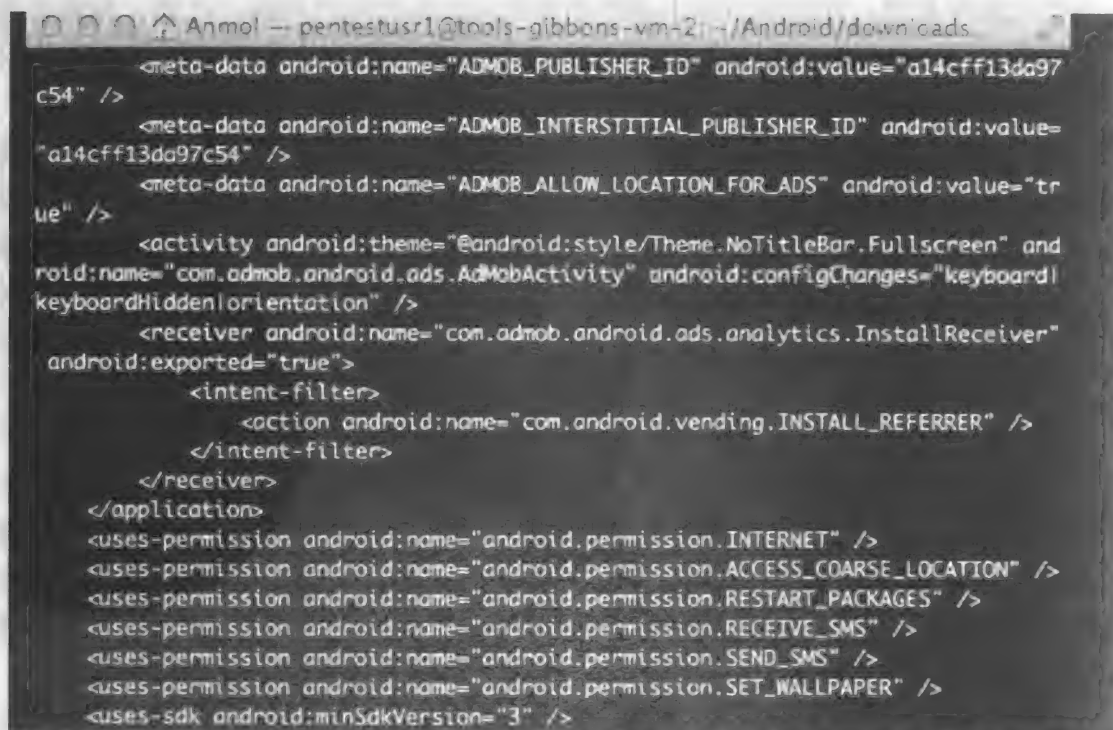 Anmol — pentestusr1@tools-gibbons-vm-2: ~/Android/downloads
<meta-data android:name="ADMOB_PUBLISHER_ID" android:value="a14cff13da97
c54" />
<meta-data android:name="ADMOB_INTERSTITIAL_PUBLISHER_ID" android:value=
"a14cff13da97c54" />
<meta-data android:name="ADMOB_ALLOW_LOCATION_FOR_ADS" android:value="tr
ue" />
<activity android:theme="@android:style/Theme.NoTitleBar.Fullscreen" and
roid:name="com.admob.android.ads.AdMobActivity" android:configChanges="keyboard|
keyboardHidden|orientation" />
<receiver android:name="com.admob.android.ads.analytics.InstallReceiver"
android:exported="true">
<intent-filter>
<action android:name="com.android.vending.INSTALL_REFERRER" />
</intent-filter>
</receiver>
</application>
<uses-permission android:name="android.permission.INTERNET" />
<uses-permission android:name="android.permission.ACCESS_COARSE_LOCATION" />
<uses-permission android:name="android.permission.RESTART_PACKAGES" />
<uses-permission android:name="android.permission.RECEIVE_SMS" />
<uses-permission android:name="android.permission.SEND_SMS" />
<uses-permission android:name="android.permission.SET_WALLPAPER" />
<uses-sdk android:minSdkVersion="3" />